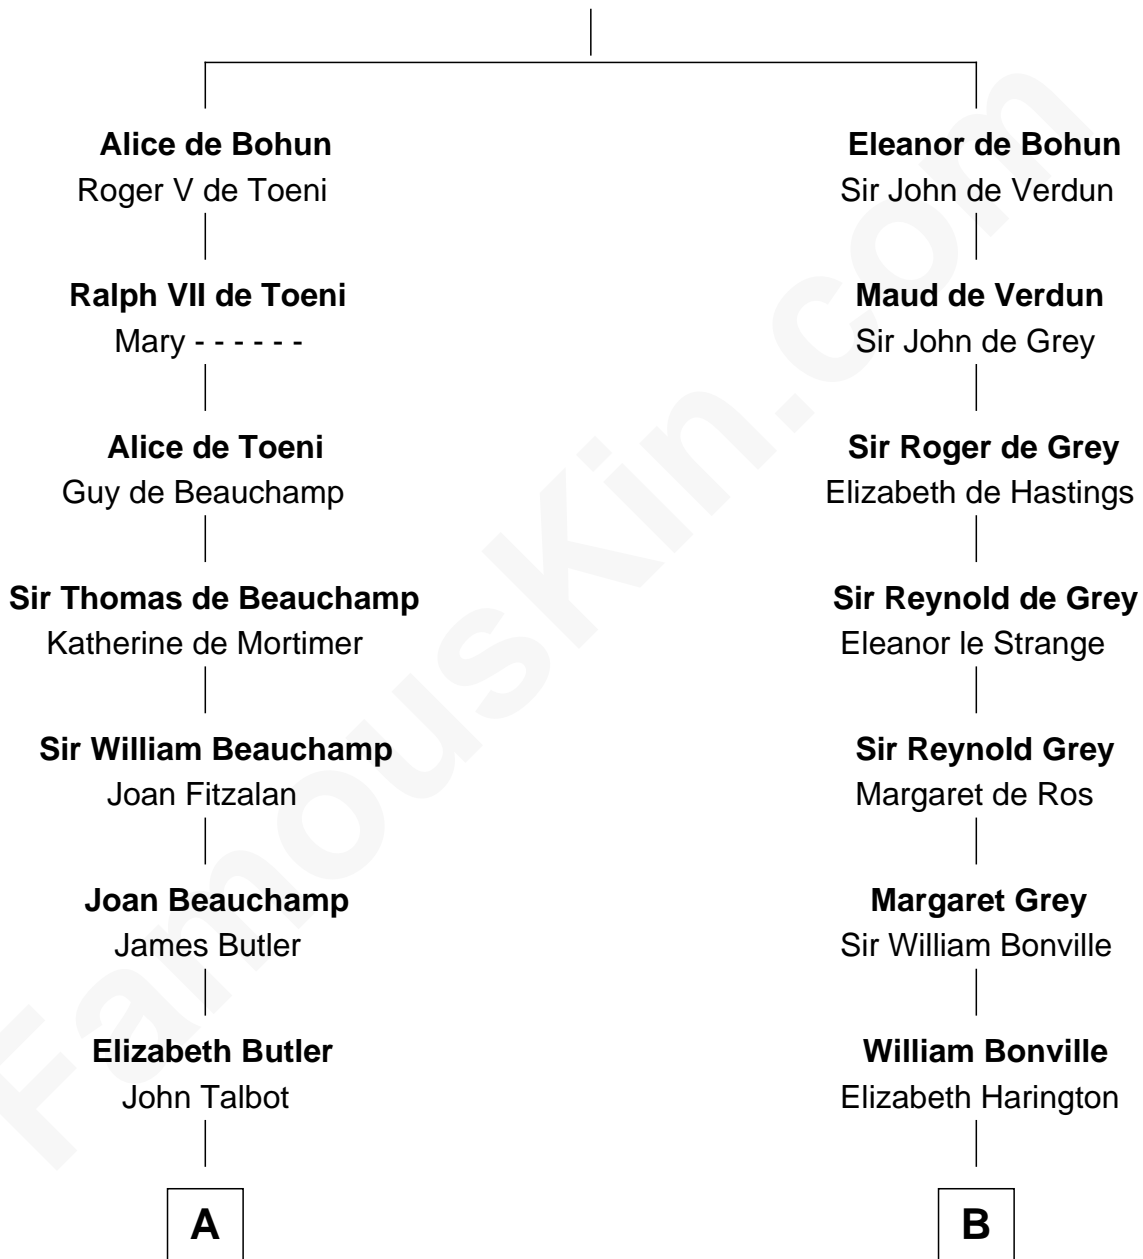 Alice de Bohun
Roger V de Toeni
Ralph VII de Toeni
Mary - - - - - -
Alice de Toeni
Guy de Beauchamp
Sir Thomas de Beauchamp
Katherine de Mortimer
Sir William Beauchamp
Joan Fitzalan
Joan Beauchamp
James Butler
Elizabeth Butler
John Talbot
A
Eleanor de Bohun
Sir John de Verdun
Maud de Verdun
Sir John de Grey
Sir Roger de Grey
Elizabeth de Hastings
Sir Reynold de Grey
Eleanor le Strange
Sir Reynold Grey
Margaret de Ros
Margaret Grey
Sir William Bonville
William Bonville
Elizabeth Harington
B
FamousKin.com